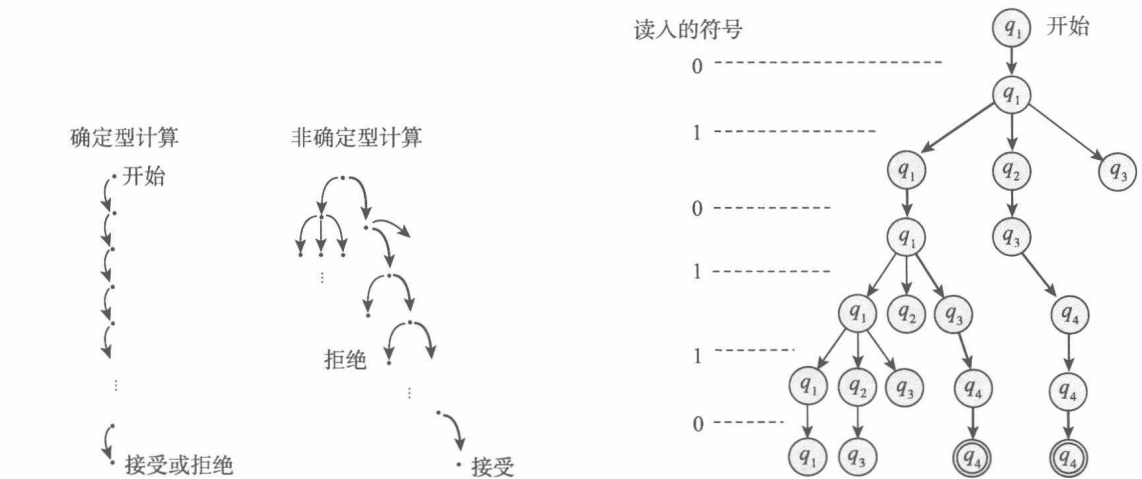 确定型计算
开始
接受或拒绝
非确定型计算
拒绝
接受
读入的符号
q₁ 开始
0
q₁
1
q₁ q₂ q₃
0
q₁ q₃
1
q₁ q₂ q₃ q₄
1
q₁ q₂ q₃ q₄ q₄
0
q₁ q₃ q₄ q₄